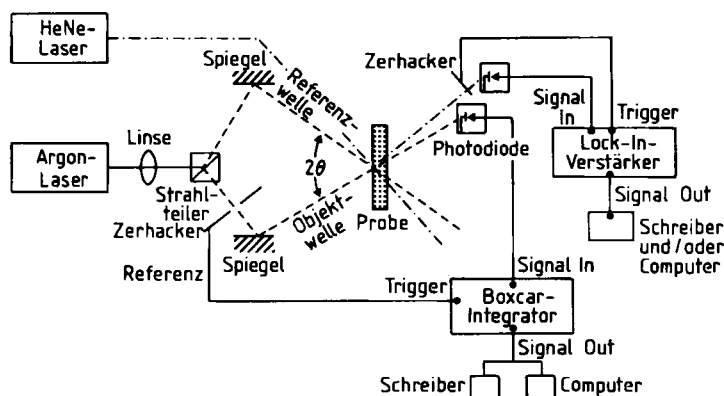 HeNe-
Laser
Spiegel
Referenz-
welle
Zerhacker
Signal
In
Trigger
Lock-In-
Verstärker
Signal Out
Schreiber
und/oder
Computer
Argon-
Laser
Linse
Strahl-
teiler
Zerhacker
2θ
Photodiode
Objekt-
welle
Probe
Spiegel
Referenz
Signal In
Trigger
Boxcar-
Integrator
Signal Out
Schreiber
Computer